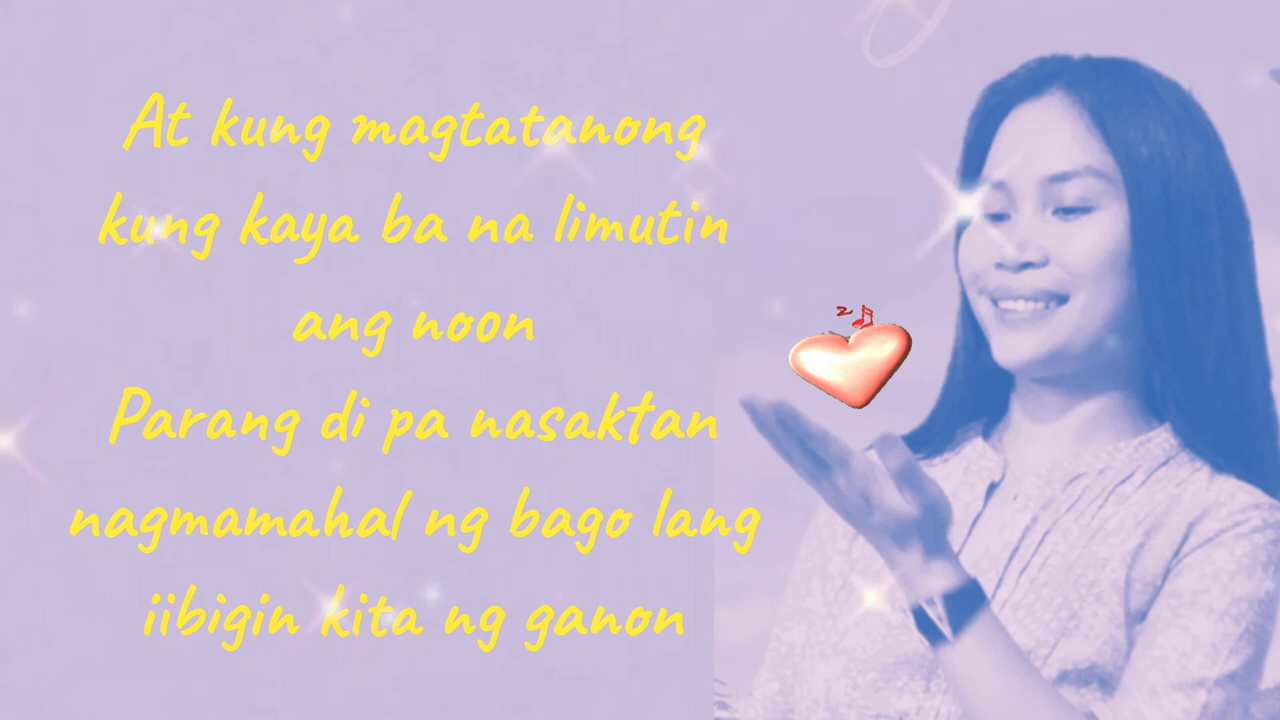 At kung magtatanong
kung kaya ba na limutin
ang noon
Parang di pa nasaktan
nagmamahal ng bago lang
iibigin kita ng ganon